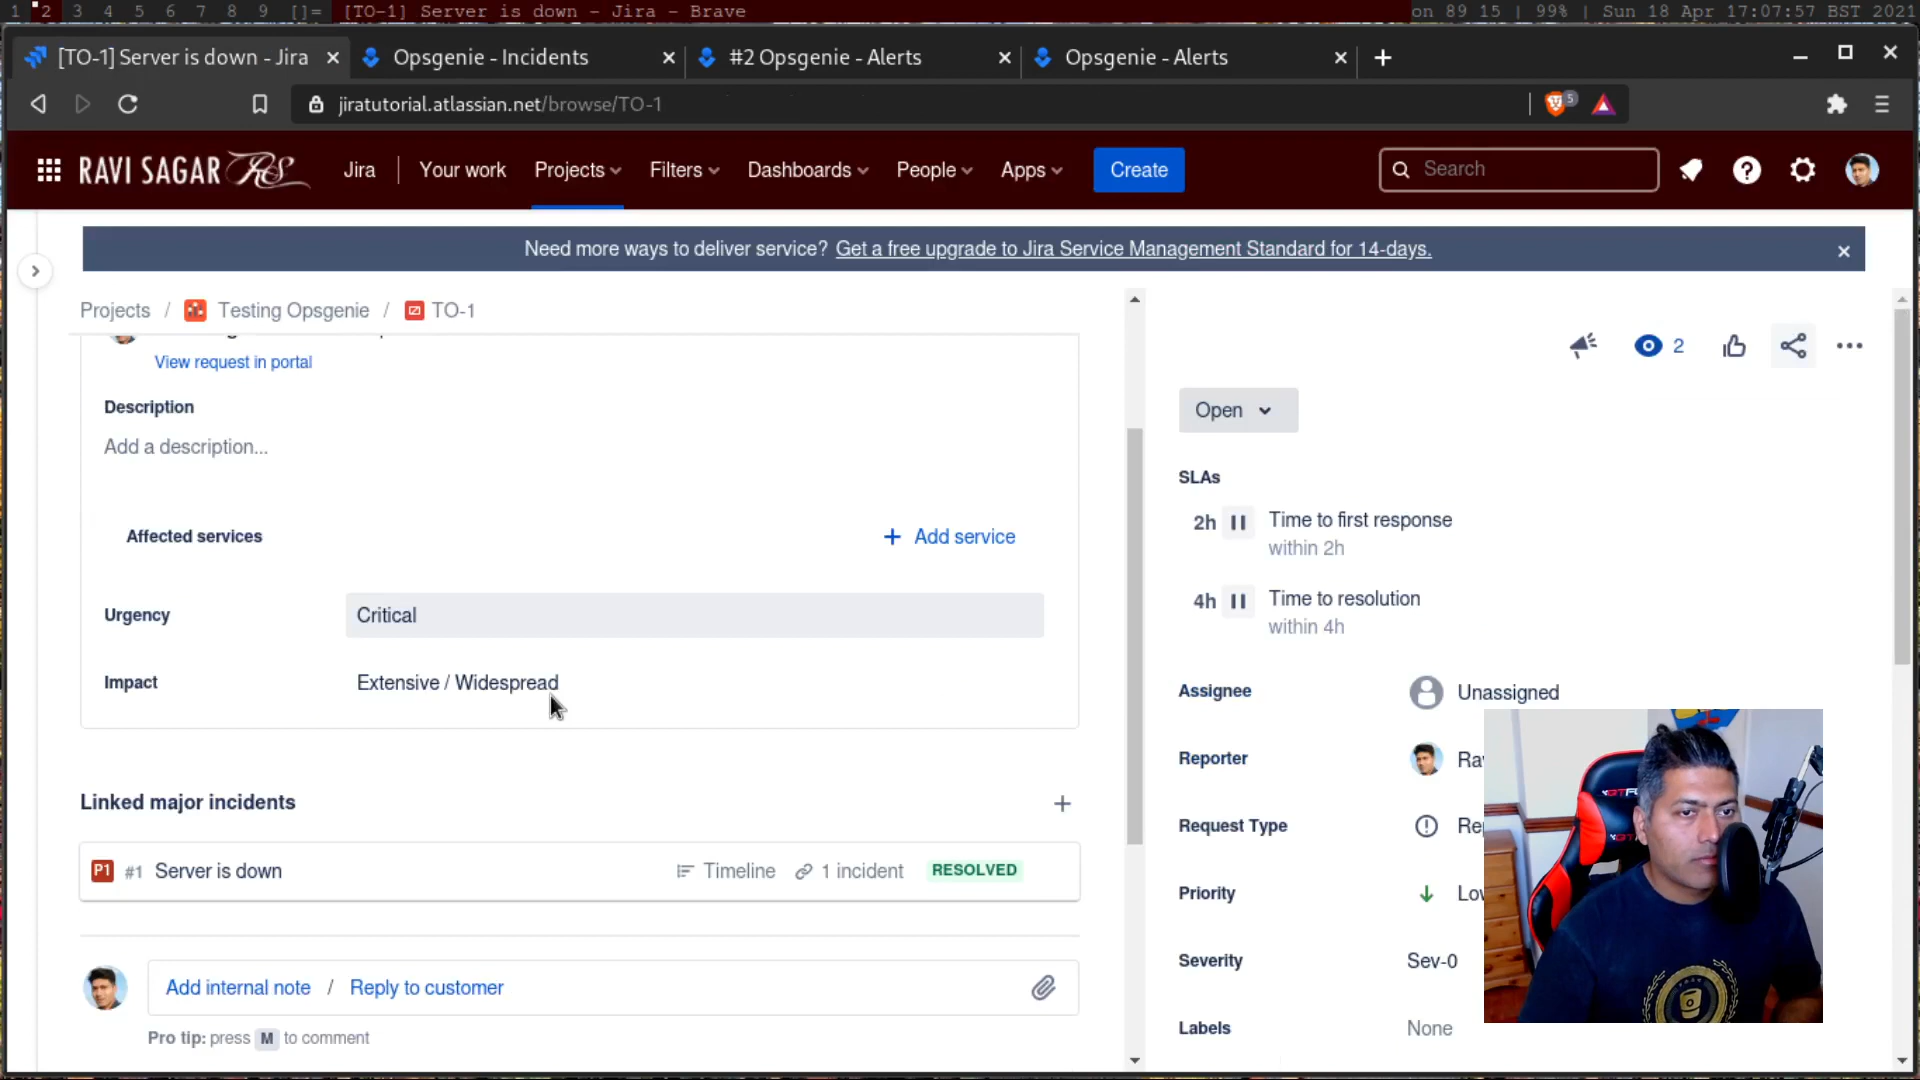 1 2 3 4 5 6 7 8 9 []= [TO-1] Server is down - Jira - Brave
on 89 15 | 99% | Sun 18 Apr 17:07:57 BST 2021
[TO-1] Server is down - Jira
Opsgenie - Incidents
#2 Opsgenie - Alerts
Opsgenie - Alerts
jiratutorial.atlassian.net/browse/TO-1
5
RAVI SAGAR RS
Jira
Your work
Projects
Filters
Dashboards
People
Apps
Create
Search
Need more ways to deliver service? Get a free upgrade to Jira Service Management Standard for 14-days.
Projects / Testing Opsgenie / TO-1
View request in portal
2
Description
Add a description...
Open
SLAs
2h Time to first response
within 2h
4h Time to resolution
within 4h
Affected services
+ Add service
Urgency Critical
Impact Extensive / Widespread
Assignee Unassigned
Reporter
Request Type
Priority
Severity Sev-0
Labels None
Linked major incidents
P1 #1 Server is down Timeline 1 incident RESOLVED
Add internal note / Reply to customer
Pro tip: press M to comment